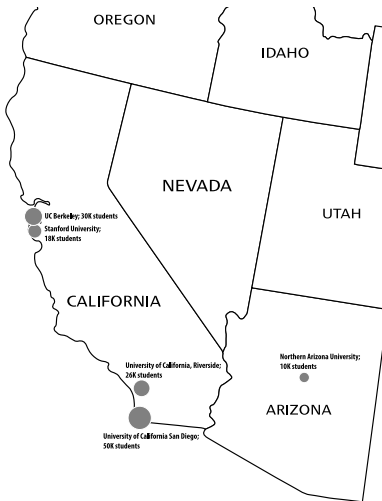 OREGON
IDAHO
NEVADA
UTAH
UC Berkeley; 30K students
Stanford University;
18K students
CALIFORNIA
University of California, Riverside;
26K students
Northern Arizona University;
10K students
ARIZONA
University of California San Diego;
50K students